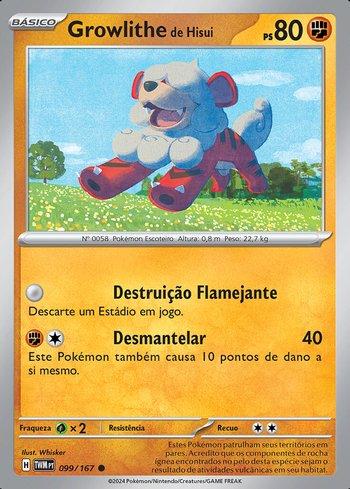 BÁSICO
Growlithe de Hisui
PS 80
Nº 0058 Pokémon Escoteiro Altura: 0,8 m Peso: 22,7 kg
Destruição Flamejante
Descarte um Estádio em jogo.
Desmantelar 40
Este Pokémon também causa 10 pontos de dano a
si mesmo.
Fraqueza ×2 Resistência Recuo
Ilust. Whisker
H TWM PT 099/167
Estes Pokémon patrulham seus territórios em
pares. Acredita-se que os componentes de rocha
ígnea encontrados no pelo desta espécie sejam o
resultado de atividades vulcânicas em seu habitat.
©2024 Pokémon/Nintendo/Creatures/GAME FREAK